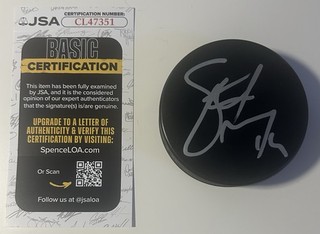 JSA
CERTIFICATION NUMBER:
CL47351
BASIC
CERTIFICATION
This item has been fully examined
by JSA, and it is the considered
opinion of our expert authenticators
that the signature(s) is/are genuine.
UPGRADE TO A LETTER OF
AUTHENTICITY & VERIFY THIS
CERTIFICATION BY VISITING:
SpenceLOA.com
Or Scan
Follow us at @jsaloa